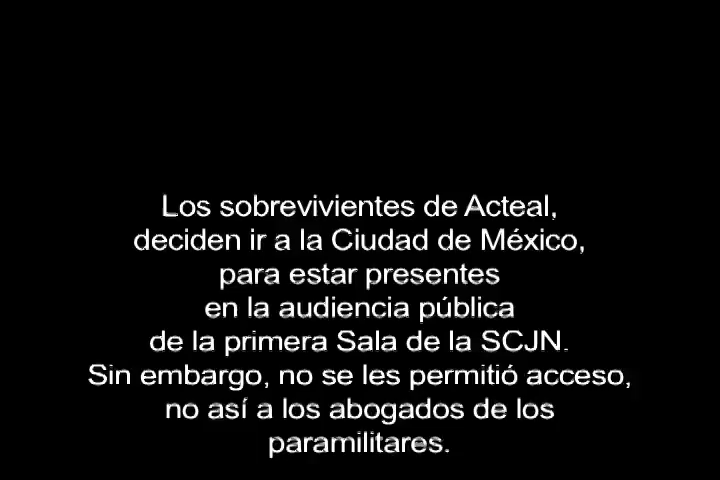 Los sobrevivientes de Acteal,
deciden ir a la Ciudad de México,
para estar presentes
en la audiencia pública
de la primera Sala de la SCJN.
Sin embargo, no se les permitió acceso,
no así a los abogados de los
paramilitares.